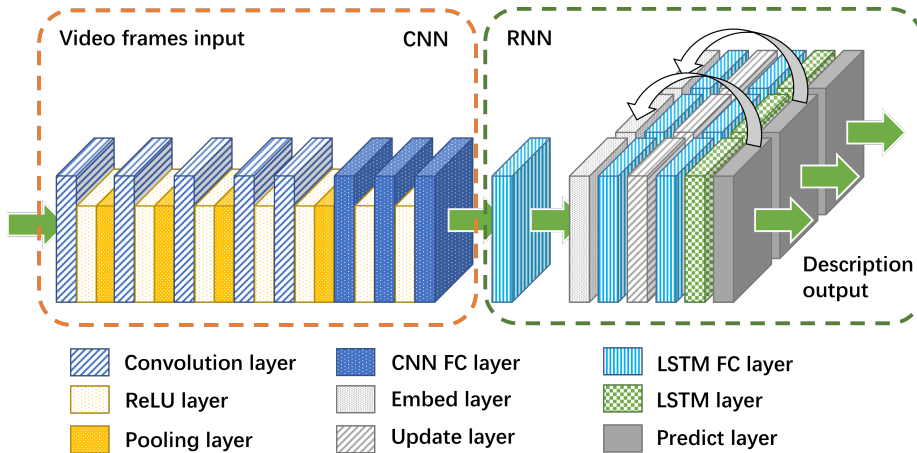 Video frames input
CNN
RNN
Description
output
Convolution layer
CNN FC layer
LSTM FC layer
ReLU layer
Embed layer
LSTM layer
Pooling layer
Update layer
Predict layer